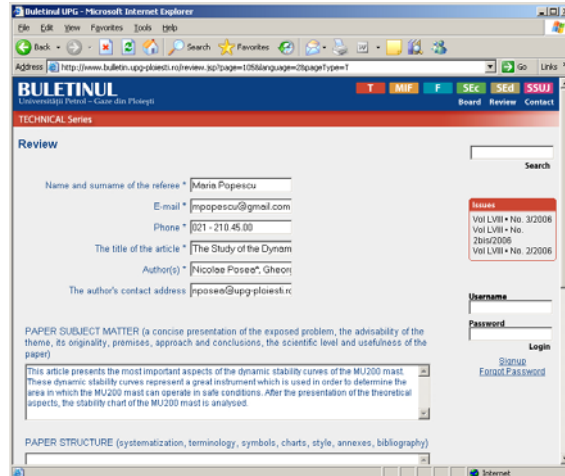 Buletinul UPG - Microsoft Internet Explorer
File Edit View Favorites Tools Help
Back Search Favorites
Address http://www.bulletin.upg-ploiesti.ro/review.jsp?page=105&language=2&pageType=T Go Links
BULETINUL
Universităţii Petrol – Gaze din Ploieşti
T MIF F SEc SEd SSUJ
Board Review Contact
TECHNICAL Series
Review
Search
Name and surname of the referee * Maria Popescu
E-mail * mpopescu@gmail.com
Phone * 021 - 210.45.00
The title of the article * The Study of the Dynam
Author(s) * Nicolae Posea*, Gheor
The author's contact address nposea@upg-ploiesti.rc
Issues
Vol LVIII • No. 3/2006
Vol LVIII • No.
2bis/2006
Vol LVIII • No. 2/2006
Username
Password
Login
Signup
Forgot Password
PAPER SUBJECT MATTER (a concise presentation of the exposed problem, the advisability of the
theme, its originality, premises, approach and conclusions, the scientific level and usefulness of the
paper)
This article presents the most important aspects of the dynamic stability curves of the MU200 mast.
These dynamic stability curves represent a great instrument which is used in order to determine the
area in which the MU200 mast can operate in safe conditions. After the presentation of the theoretical
aspects, the stability chart of the MU200 mast is analysed.
PAPER STRUCTURE (systematization, terminology, symbols, charts, style, annexes, bibliography)
Internet